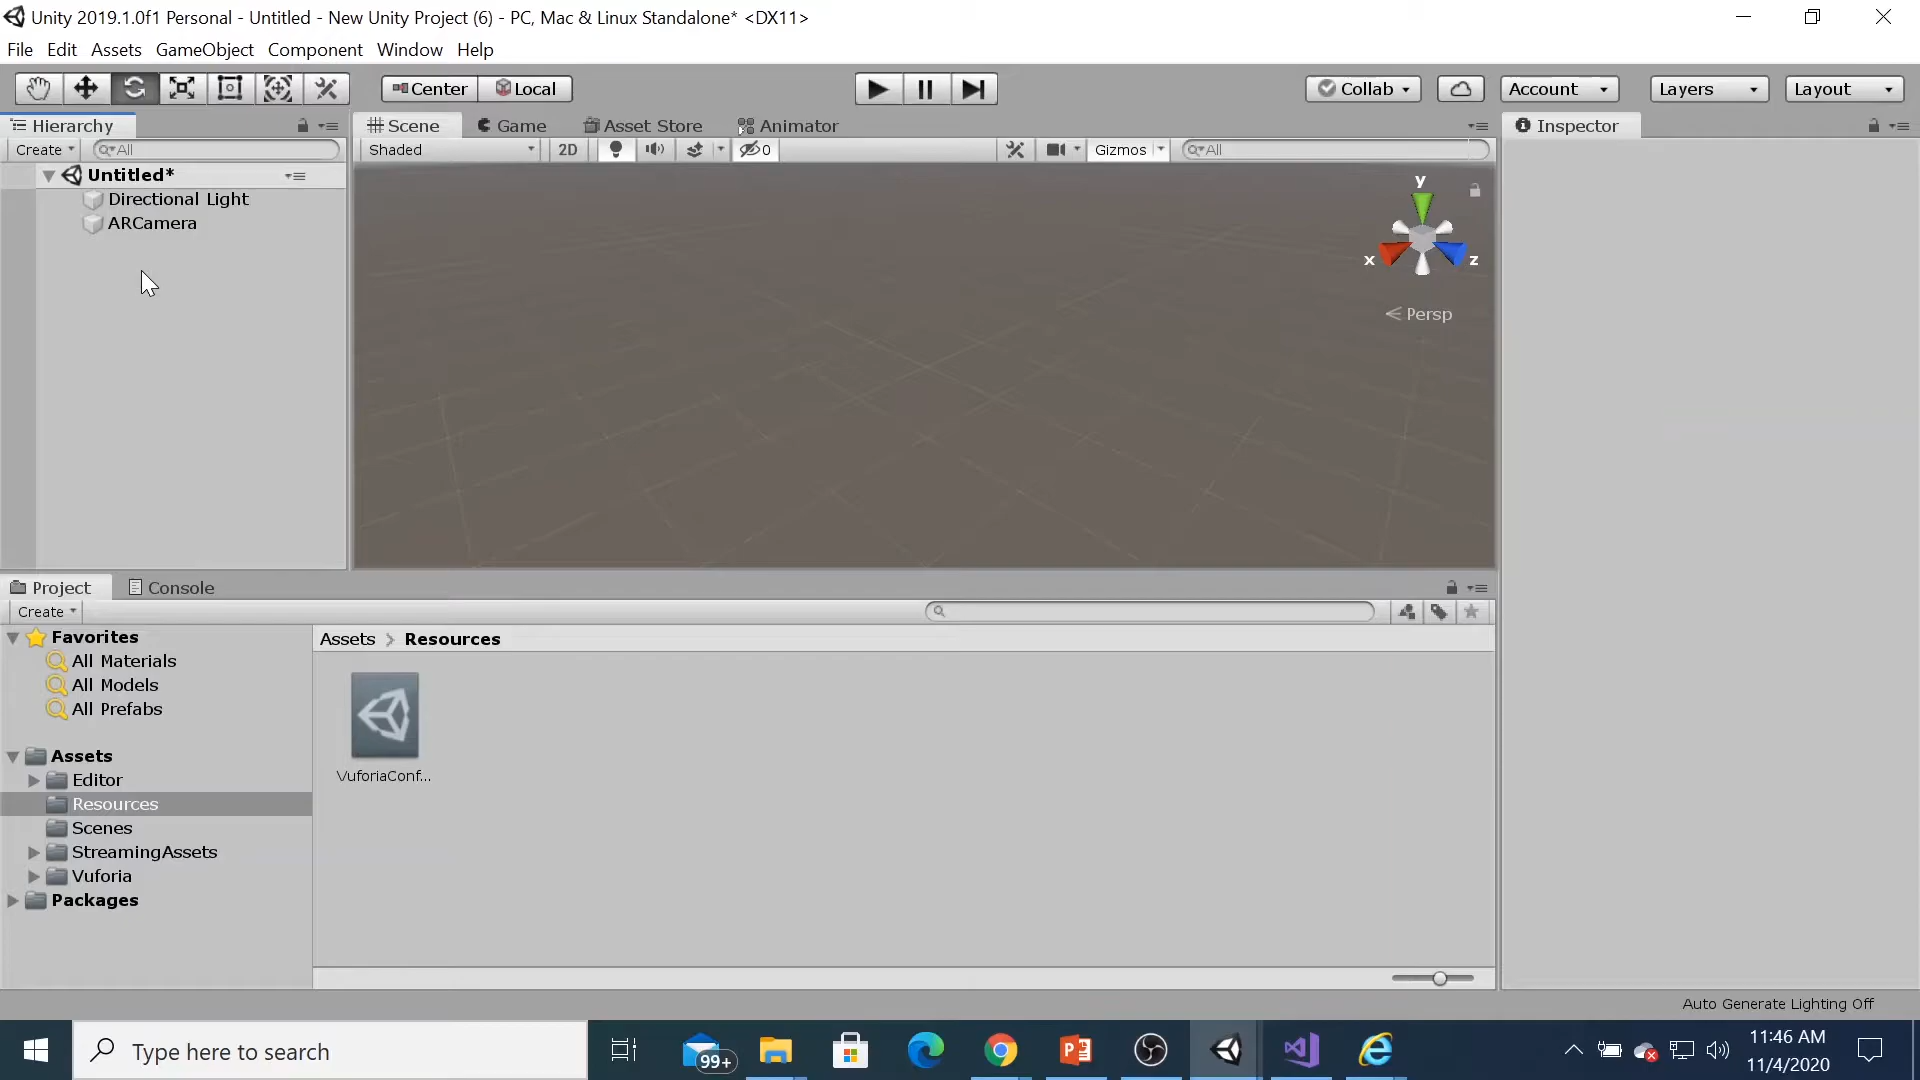 Unity 2019.1.0f1 Personal - Untitled - New Unity Project (6) - PC, Mac & Linux Standalone* <DX11>
File Edit Assets GameObject Component Window Help
Center Local Collab Account Layers Layout
Hierarchy Scene Game Asset Store Animator Inspector
Create All Shaded 2D 0 Gizmos All
Untitled*
Directional Light
ARCamera
y
x z
Persp
Project Console
Create
Favorites
All Materials
All Models
All Prefabs
Assets
Editor
Resources
Scenes
StreamingAssets
Vuforia
Packages
Assets > Resources
VuforiaConf...
Auto Generate Lighting Off
Type here to search
99+
11:46 AM
11/4/2020